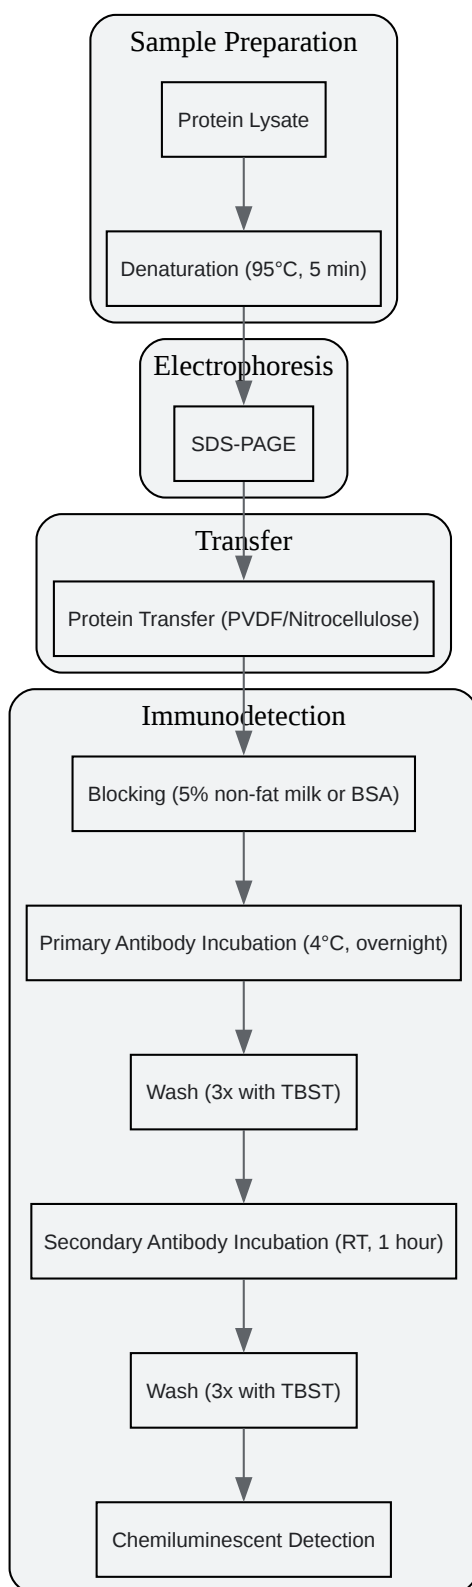 Sample Preparation
Protein Lysate
Denaturation (95°C, 5 min)
Electrophoresis
SDS-PAGE
Transfer
Protein Transfer (PVDF/Nitrocellulose)
Immunodetection
Blocking (5% non-fat milk or BSA)
Primary Antibody Incubation (4°C, overnight)
Wash (3x with TBST)
Secondary Antibody Incubation (RT, 1 hour)
Wash (3x with TBST)
Chemiluminescent Detection